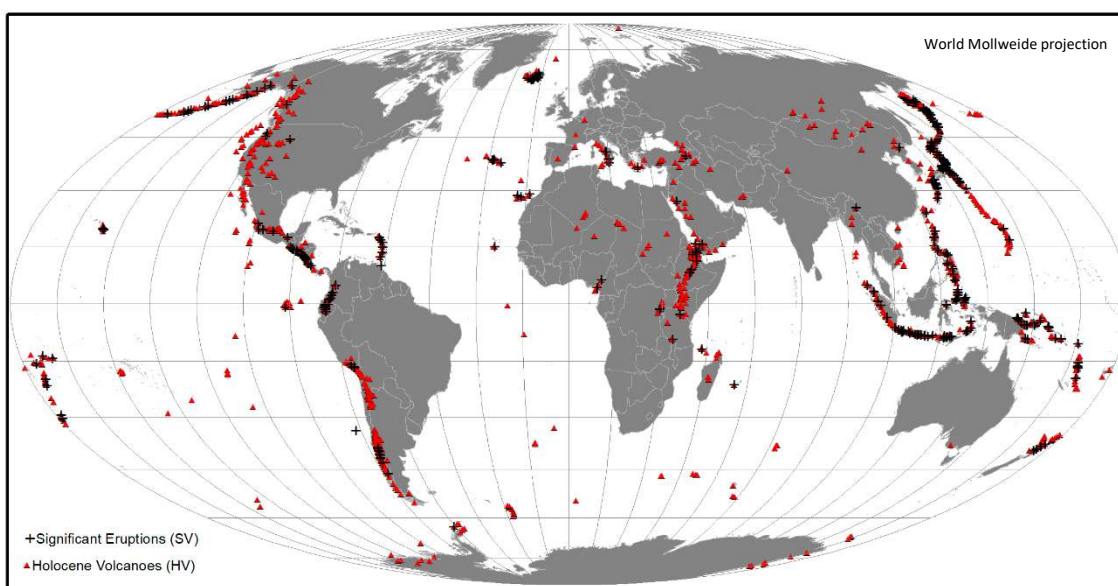 World Mollweide projection
+Significant Eruptions (SV)
Holocene Volcanoes (HV)